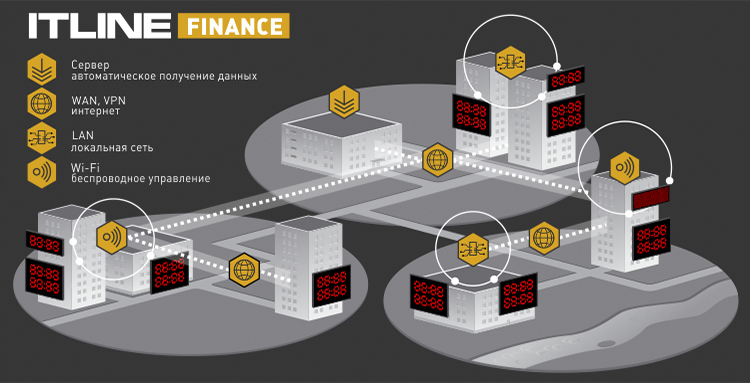 ITLINE FINANCE
Сервер
автоматическое получение данных
WAN, VPN
интернет
LAN
локальная сеть
Wi-Fi
беспроводное управление